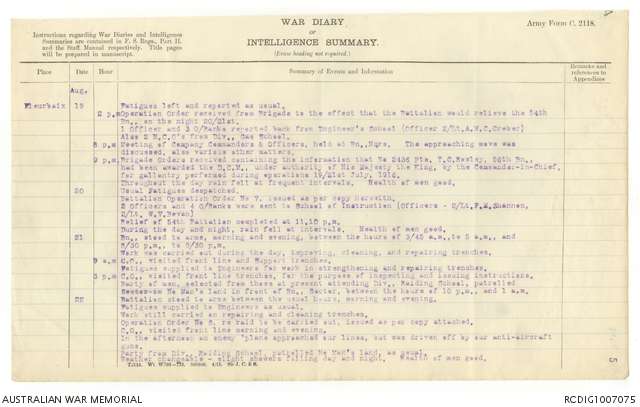 WAR DIARY
or
INTELLIGENCE SUMMARY.
(Erase heading not required.)
Army Form C. 2118.
Instructions regarding War Diaries and Intelligence
Summaries are contained in F. S. Regs., Part II.
and the Staff Manual respectively. Title pages
will be prepared in manuscript.
Place Date Hour Summary of Events and Information Remarks and references to Appendices
Aug.
Fleurbaix 19 Fatigues left and reported as usual.
2 p.m Operation Order received from Brigade to the effect that the Battalion would relieve the 54th
Bn., on the night 20/21st.
1 Officer and 3 O/Ranks reported back from Engineer's School (Officer 2/Lt.A.K.C.Croker)
Also 2 N.C.O's from Div., Gas School.
8 p.m. Meeting of Company Commanders & Officers, held at Bn.,Hqrs. The approaching move was
discussed, also various other matters.
9 p.m. Brigade Orders received containing the information that No 2436 Pte. T.C. 56th Bn.,
had been awarded the D.C.M., under authority of His Majesty the King, by the Commander-in-Chief,
for gallantry performed during operations 19/21st July, 1916.
Throughout the day rain fell at frequent intervals. Health of men good.
20 Usual Fatigues despatched.
Battalion Operation Order No 7. issued as per copy herewith.
2 Officers and 4 O/Ranks were sent to School of Instruction (Officers - 2/Lt.F.M.Shannon,
2/Lt. W.V.Bevan)
Relief of 54th Battalion completed at 11.10 p.m.
During the day and night, rain fell at intervals. Health of men good.
21 Bn., stood to arms, morning and evening, between the hours of 3/45 a.m., to 5 a.m., and
8/30 p.m., to 9/30 p.m.
Work was carried out during the day, improving, cleaning, and repairing trenches.
9 a.m. C.O., visited front line and support trenches.
Fatigues supplied to Engineers for work in strengthening and repairing trenches.
3 p.m C.O., visited front line trenches, for the purpose of inspecting and issuing instructions.
Party of men, selected from those at present attending Div., Raiding School, patrolled
No Man's land in front of Bn., Sector, between the hours of 10 p.m., and 1 a.m.
22 Battalion stood to arms between the usual hours, morning and evening.
Fatigues supplied to Engineers as usual.
Work still carried on repairing and cleaning trenches.
Operation Order No 8. re raid to be carried out, issued as per copy attached.
C.O., visited front line morning and evening.
In the afternoon an enemy 'plane approached our lines, but was driven off by our anti-aircraft
guns.
Party from Div., Raiding School, patrolled No Man's land, as usual.
Weather changeable - slight showers falling day and night. Health of men good.
5
AUSTRALIAN WAR MEMORIAL
RCDIG1007075